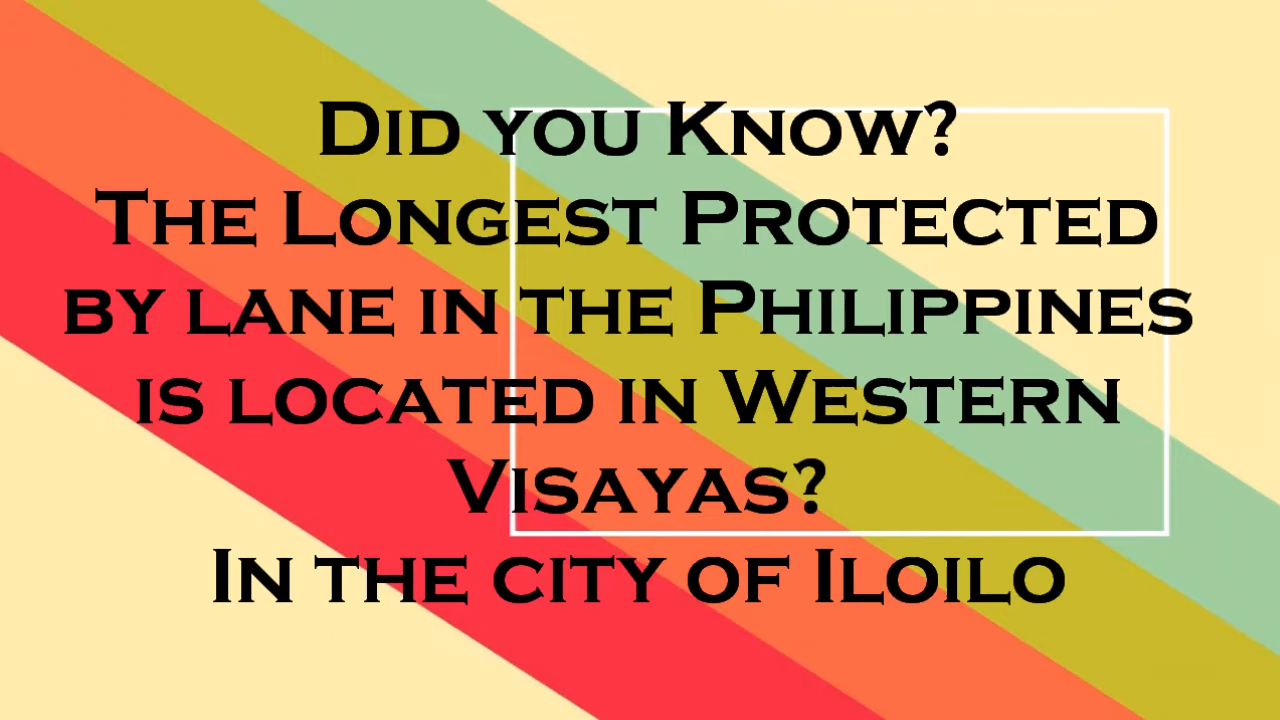 Did you Know?
The Longest Protected
by lane in the Philippines
is located in Western
Visayas?
In the city of Iloilo